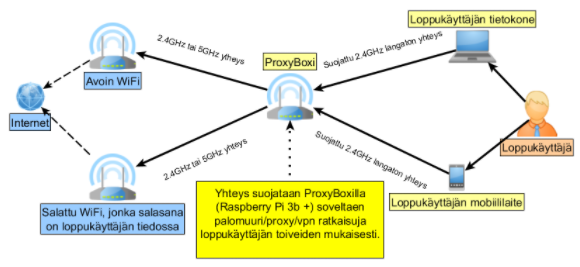 Loppukäyttäjän tietokone
2.4GHz tai 5GHz ytheys
Suojattu 2.4GHz langaton yhteys
ProxyBoxi
Avoin WiFi
Internet
Loppukäyttäjä
2.4GHz tai 5GHz yhteys
Suojattu 2.4GHz langaton yhteys
Yhteys suojataan ProxyBoxilla
(Raspberry Pi 3b +) soveltaen
palomuuri/proxy/vpn ratkaisuja
loppukäyttäjän toiveiden mukaisesti.
Loppukäyttäjän mobiililaite
Salattu WiFi, jonka salasana
on loppukäyttäjän tiedossa